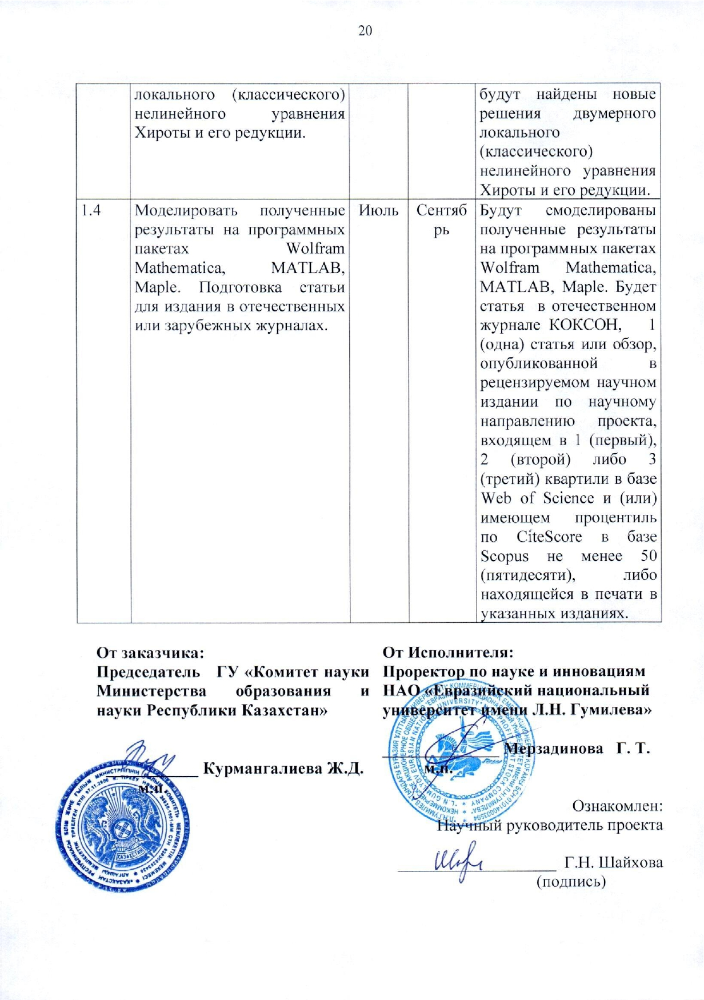 20
локального (классического)
нелинейного уравнения
Хироты и его редукции.
будут найдены новые
решения двумерного
локального
(классического)
нелинейного уравнения
Хироты и его редукции.
1.4
Моделировать полученные
результаты на программных
пакетах Wolfram
Mathematica, MATLAB,
Maple. Подготовка статьи
для издания в отечественных
или зарубежных журналах.
Июль
Сентяб
рь
Будут смоделированы
полученные результаты
на программных пакетах
Wolfram Mathematica,
MATLAB, Maple. Будет
статья в отечественном
журнале КОКСОН, 1
(одна) статья или обзор,
опубликованной в
рецензируемом научном
издании по научному
направлению проекта,
входящем в 1 (первый),
2 (второй) либо 3
(третий) квартили в базе
Web of Science и (или)
имеющем процентиль
по CiteScore в базе
Scopus не менее 50
(пятидесяти), либо
находящейся в печати в
указанных изданиях.
От заказчика:
Председатель ГУ «Комитет науки
Министерства образования и
науки Республики Казахстан»
Курмангалиева Ж.Д.
м.п.
От Исполнителя:
Проректор по науке и инновациям
НАО «Евразийский национальный
университет имени Л.Н. Гумилева»
Мерзадинова Г. Т.
м.п.
Ознакомлен:
Научный руководитель проекта
Г.Н. Шайхова
(подпись)
ҚАЗАҚСТАН